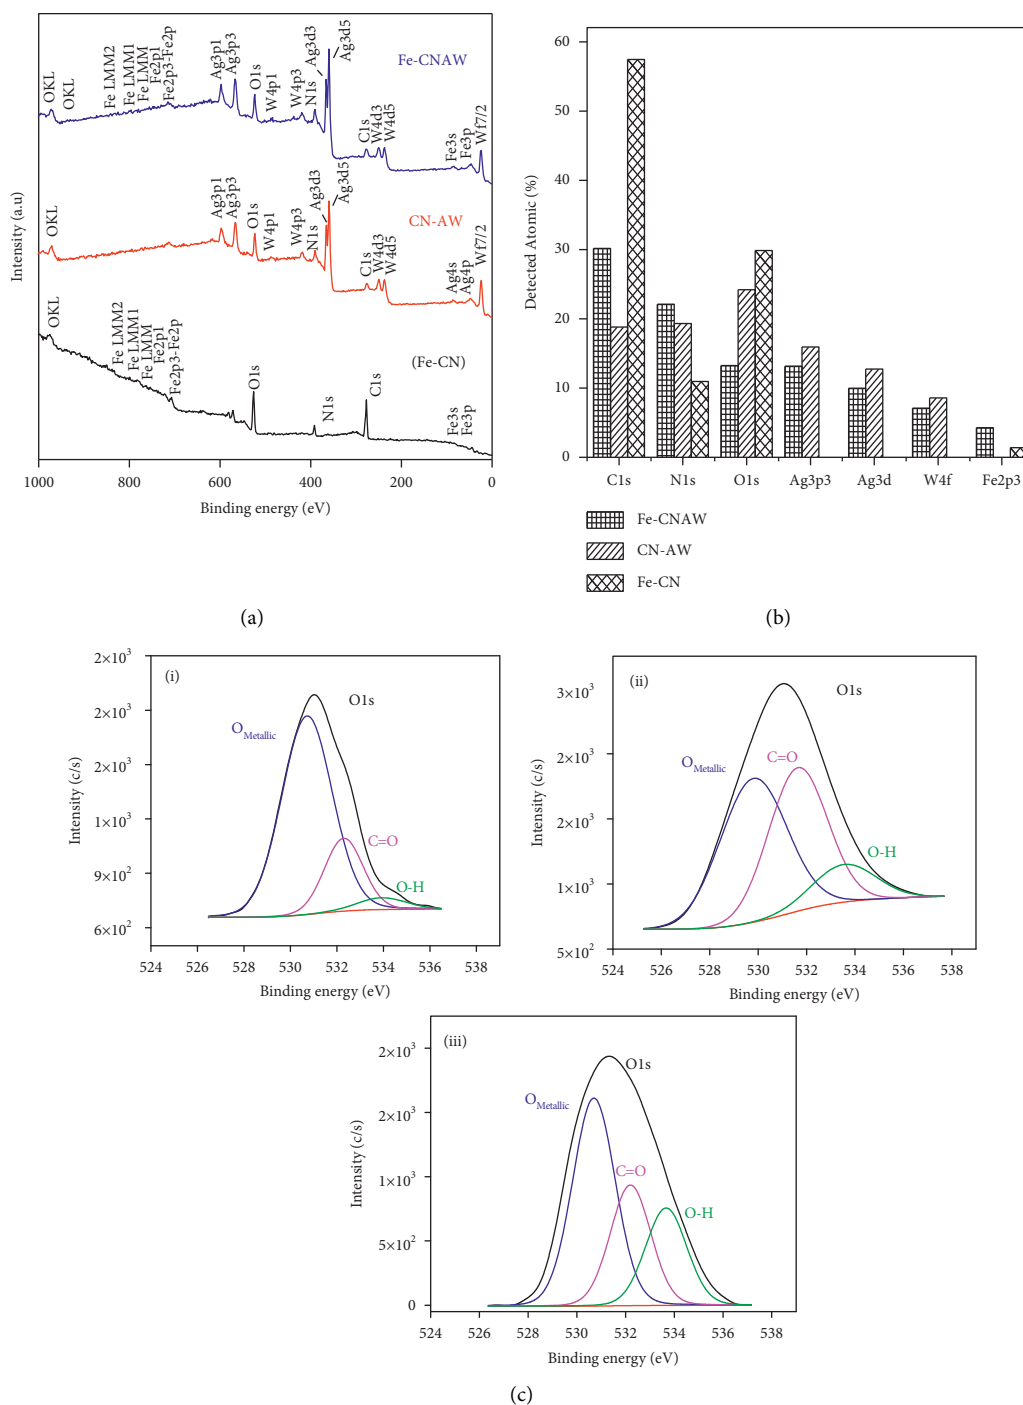 Intensity (a.u)
Fe-CNAW
OKL
OKL
Fe LMM2
Fe LMM1
Fe LMM
Fe2p1
Fe2p3-Fe2p
Ag3p1
Ag3p3
O1s
W4p1
W4p3
N1s
Ag3d3
Ag3d5
C1s
W4d3
W4d5
Fe3s
Fe3p
Wf7/2
CN-AW
OKL
Ag3p1
Ag3p3
O1s
W4p1
W4p3
N1s
Ag3d3
Ag3d5
C1s
W4d3
W4d5
Ag4s
Ag4p
Wf7/2
(Fe-CN)
OKL
Fe LMM2
Fe LMM1
Fe LMM
Fe2p1
Fe2p3-Fe2p
O1s
N1s
C1s
Fe3s
Fe3p
1000 800 600 400 200 0
Binding energy (eV)
(a)
Detected Atomic (%)
60
50
40
30
20
10
0
C1s N1s O1s Ag3p3 Ag3d W4f Fe2p3
Fe-CNAW
CN-AW
Fe-CN
(b)
(i)
Intensity (c/s)
2×10³
2×10³
2×10³
1×10³
9×10²
6×10²
O1s
O Metallic
C=O
O-H
524 526 528 530 532 534 536 538
Binding energy (eV)
(ii)
Intensity (c/s)
3×10³
2×10³
2×10³
1×10³
5×10²
O1s
O Metallic
C=O
O-H
524 526 528 530 532 534 536 538
Binding energy (eV)
(iii)
Intensity (c/s)
2×10³
2×10³
1×10³
5×10²
0
O1s
O Metallic
C=O
O-H
524 526 528 530 532 534 536 538
Binding energy (eV)
(c)